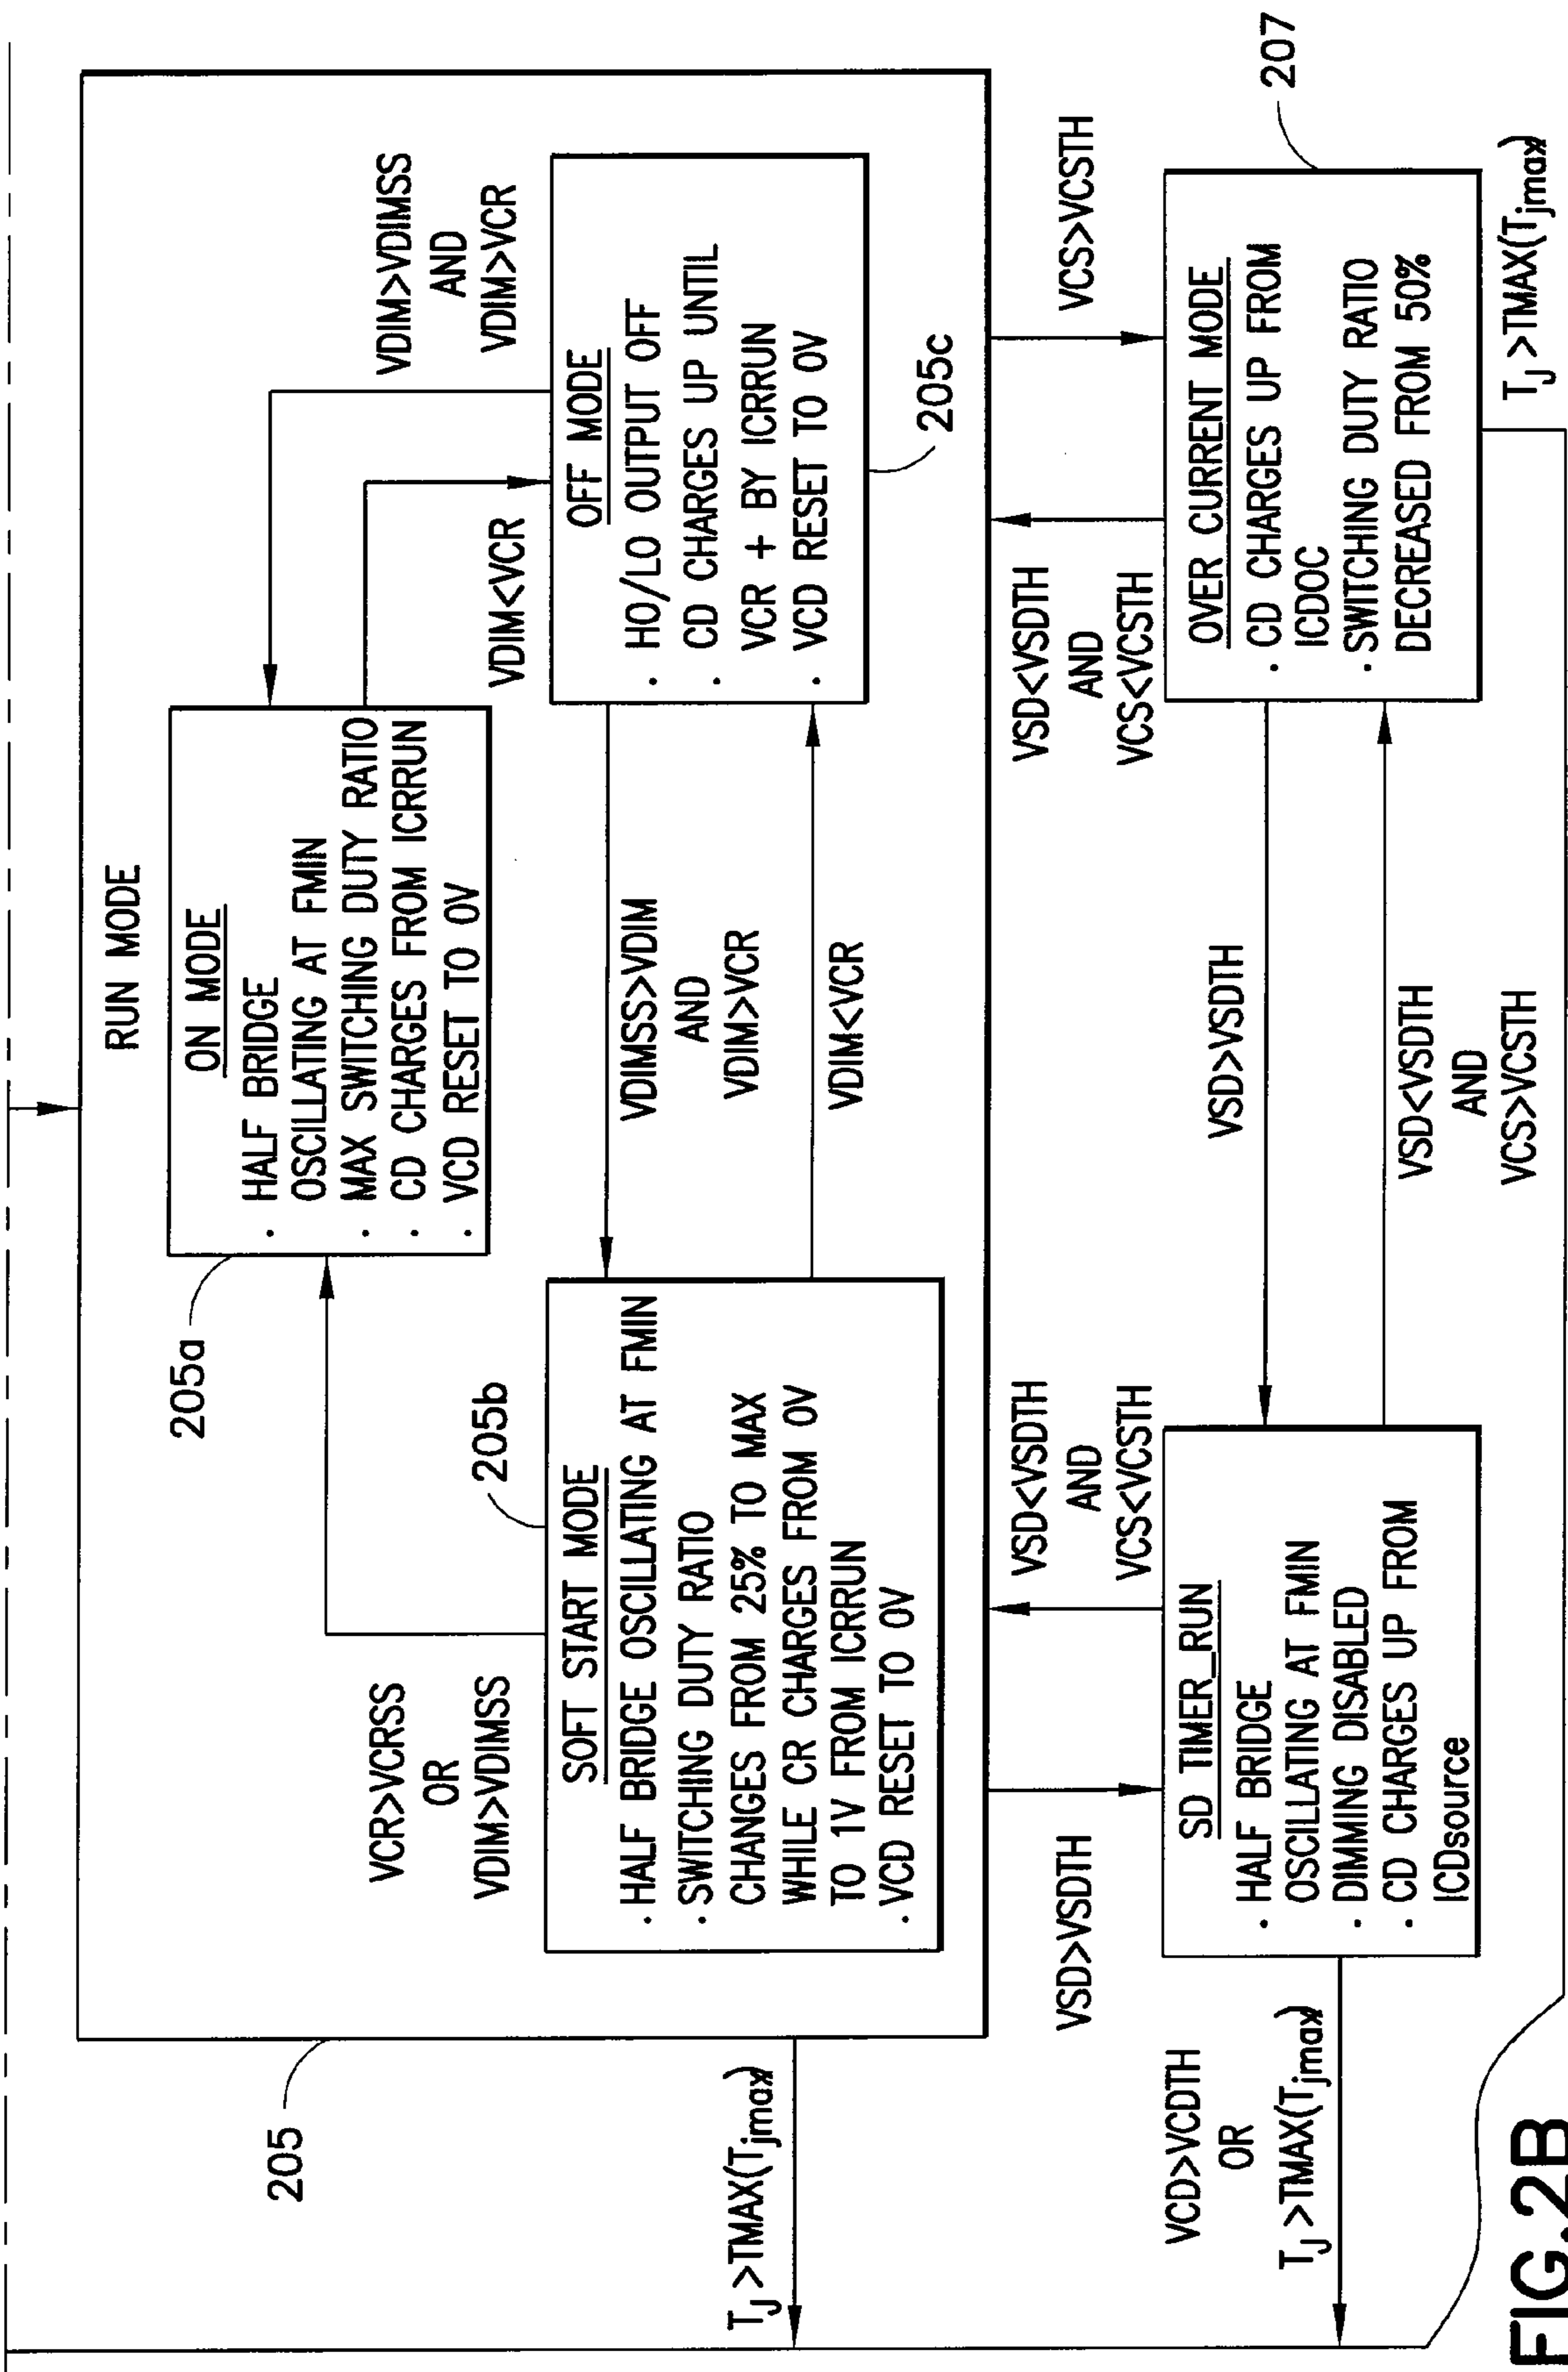 RUN MODE
205a
ON MODE
· HALF BRIDGE
OSCILLATING AT FMIN
· MAX SWITCHING DUTY RATIO
· CD CHARGES FROM ICRRUN
· VCD RESET TO 0V
VCR>VCRSS
OR
VDIM>VDIMSS
VDIM>VDIMSS
AND
VDIM>VCR
VDIM<VCR
205b
SOFT START MODE
· HALF BRIDGE OSCILLATING AT FMIN
· SWITCHING DUTY RATIO
CHANGES FROM 25% TO MAX
WHILE CR CHARGES FROM 0V
TO 1V FROM ICRRUN
· VCD RESET TO 0V
VDIMSS>VDIM
AND
VDIM>VCR
VDIM<VCR
OFF MODE
· HO/LO OUTPUT OFF
· CD CHARGES UP UNTIL
VCR + BY ICRRUN
· VCD RESET TO 0V
205c
205
TJ >TMAX(Tjmax)
VSD>VSDTH
VSD<VSDTH
AND
VCS<VCSTH
VSD<VSDTH
AND
VCS<VCSTH
VCS>VCSTH
VCD>VCDTH
OR
TJ >TMAX(Tjmax)
SD TIMER_RUN
· HALF BRIDGE
OSCILLATING AT FMIN
· DIMMING DISABLED
· CD CHARGES UP FROM
ICDsource
VSD>VSDTH
VSD<VSDTH
AND
VCS>VCSTH
OVER CURRENT MODE
· CD CHARGES UP FROM
ICDOC
· SWITCHING DUTY RATIO
DECREASED FROM 50%
207
TJ >TMAX(Tjmax)
FIG.2B